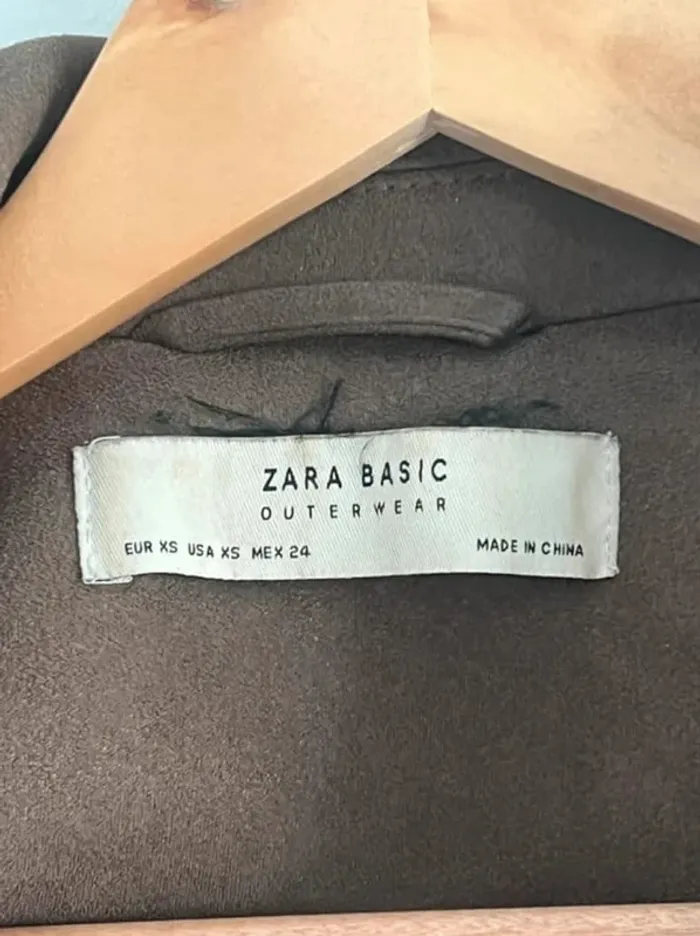 ZARA BASIC
OUTERWEAR
EUR XS USA XS MEX 24 MADE IN CHINA